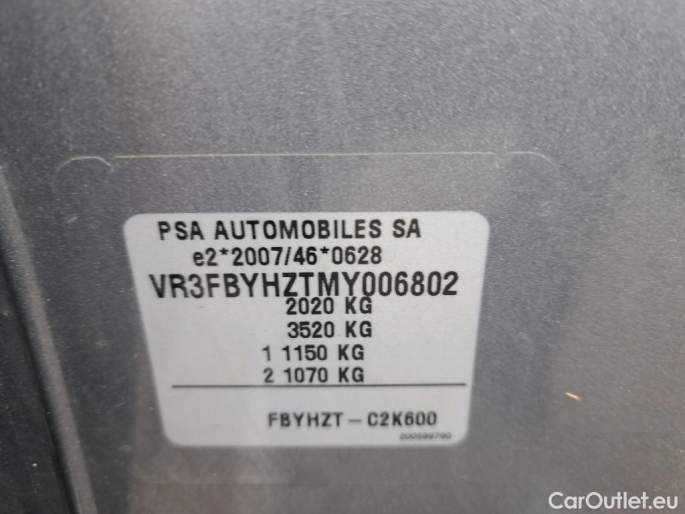 PSA AUTOMOBILES SA
e2*2007/46*0628
VR3FBYHZTMY006802
2020 KG
3520 KG
1 1150 KG
2 1070 KG
FBYHZT - C2K600
CarOutlet.eu